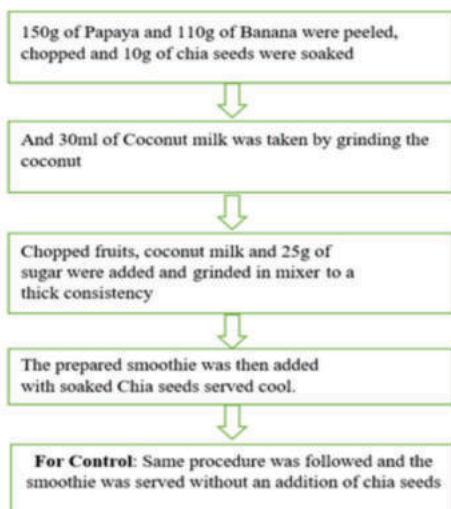 150g of Papaya and 110g of Banana were peeled,
chopped and 10g of chia seeds were soaked
And 30ml of Coconut milk was taken by grinding the
coconut
Chopped fruits, coconut milk and 25g of
sugar were added and grinded in mixer to a
thick consistency
The prepared smoothie was then added
with soaked Chia seeds served cool.
For Control: Same procedure was followed and the
smoothie was served without an addition of chia seeds